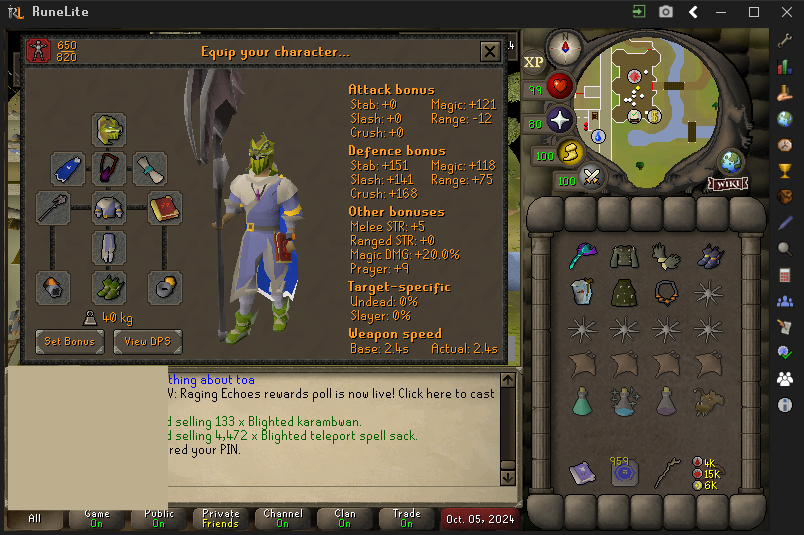 RuneLite
650
820
Equip your character...
Attack bonus
Stab: +0 Magic: +121
Slash: +0 Range: -12
Crush: +0
Defence bonus
Stab: +151 Magic: +118
Slash: +141 Range: +75
Crush: +168
Other bonuses
Melee STR: +5
Ranged STR: +0
Magic DMG: +20.0%
Prayer: +9
Target-specific
Undead: 0%
Slayer: 0%
Weapon speed
Base: 2.4s Actual: 2.4s
40 kg
Set Bonus View DPS
XP
99
80
100
100
WIKI
959
4K
15K
6K
thing about toa
V: Raging Echoes rewards poll is now live! Click here to cast
d selling 133 x Blighted karambwan.
d selling 4,472 x Blighted teleport spell sack.
red your PIN.
All
Game
On
Public
On
Private
Friends
Channel
On
Clan
On
Trade
On
Oct. 05, 2024